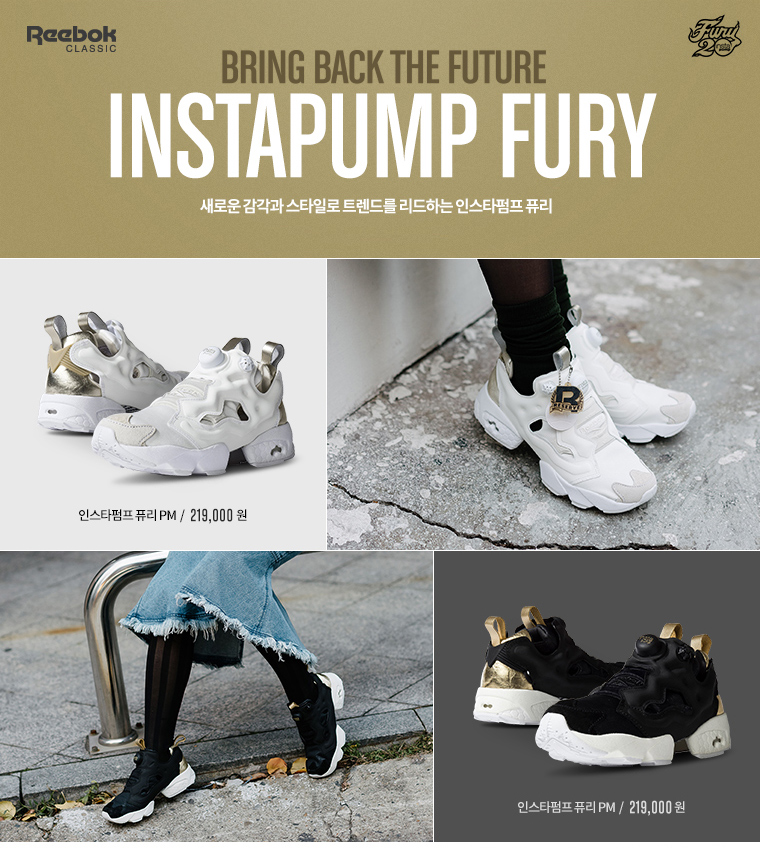 Reebok
CLASSIC
Fury
20
BRING BACK THE FUTURE
INSTAPUMP FURY
새로운 감각과 스타일로 트렌드를 리드하는 인스타펌프 퓨리
인스타펌프 퓨리 PM / 219,000 원
인스타펌프 퓨리 PM / 219,000 원